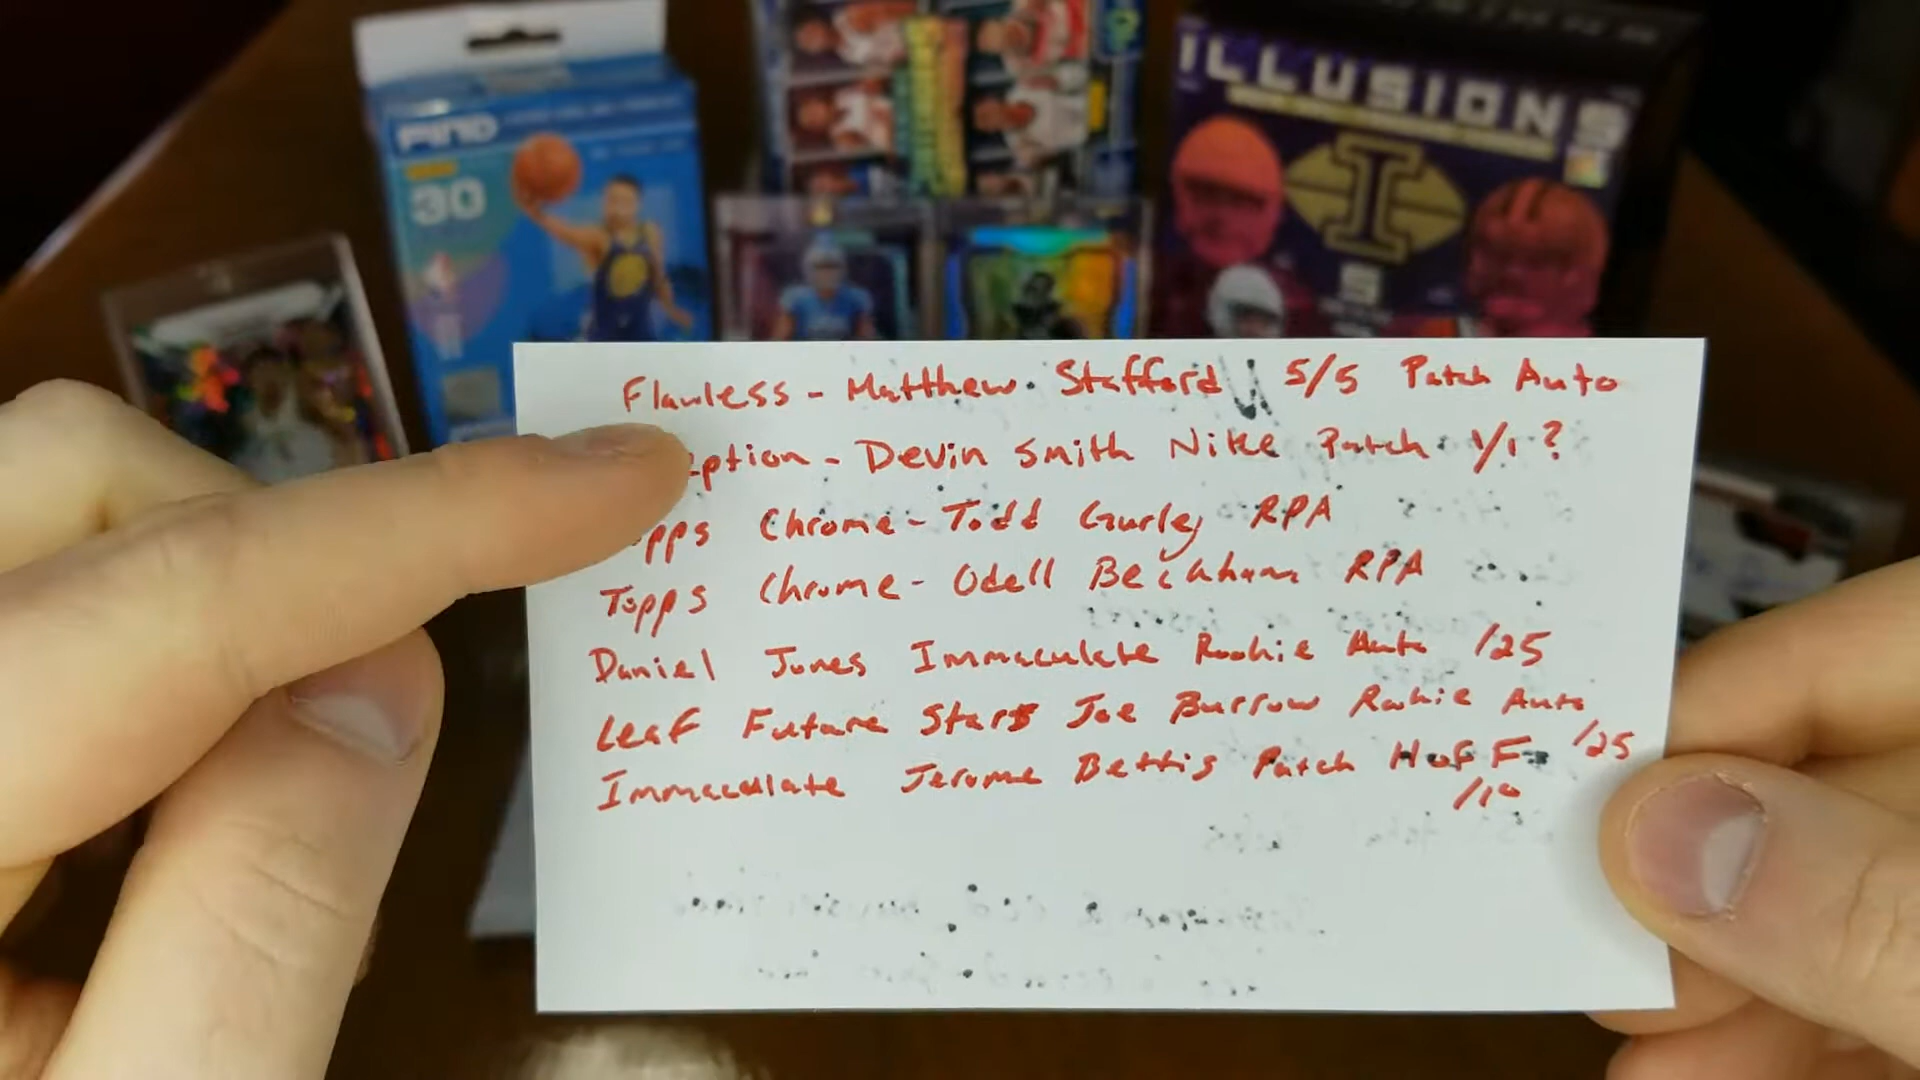 30
ILLUSIONS
5
Flawless - Matthew Stafford 5/5 Patch Auto
ption - Devin Smith Nike Patch 1/1 ?
pps Chrome - Todd Gurley RPA
Topps Chrome - Odell Beckham RPA
Daniel Jones Immaculate Rookie Auto /25
Leaf Future Stars Joe Burrow Rookie Auto /25
Immaculate Jerome Bettis Patch HofF /10